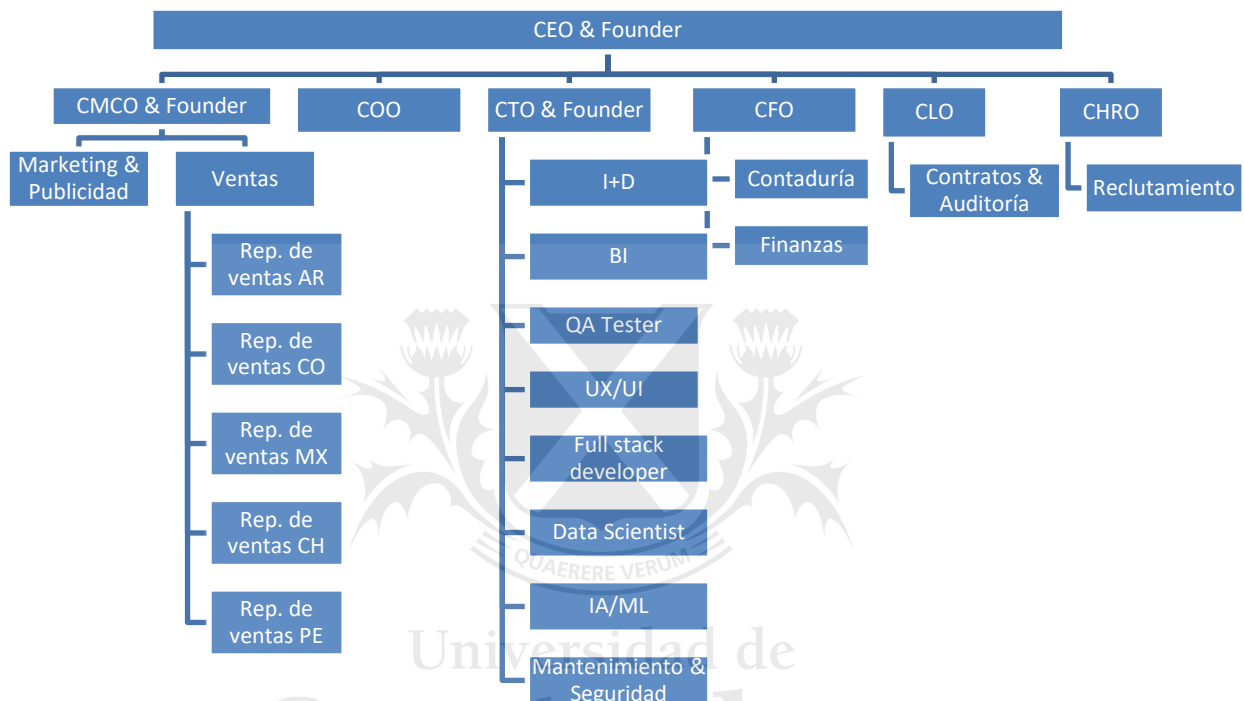 CEO & Founder
CMCO & Founder
COO
CTO & Founder
CFO
CLO
CHRO
Marketing &
Publicidad
Ventas
Rep. de
ventas AR
Rep. de
ventas CO
Rep. de
ventas MX
Rep. de
ventas CH
Rep. de
ventas PE
I+D
BI
QA Tester
UX/UI
Full stack
developer
Data Scientist
IA/ML
Mantenimiento &
Seguridad
Contaduría
Finanzas
Contratos &
Auditoría
Reclutamiento
QUAERERE VERUM
Universidad de